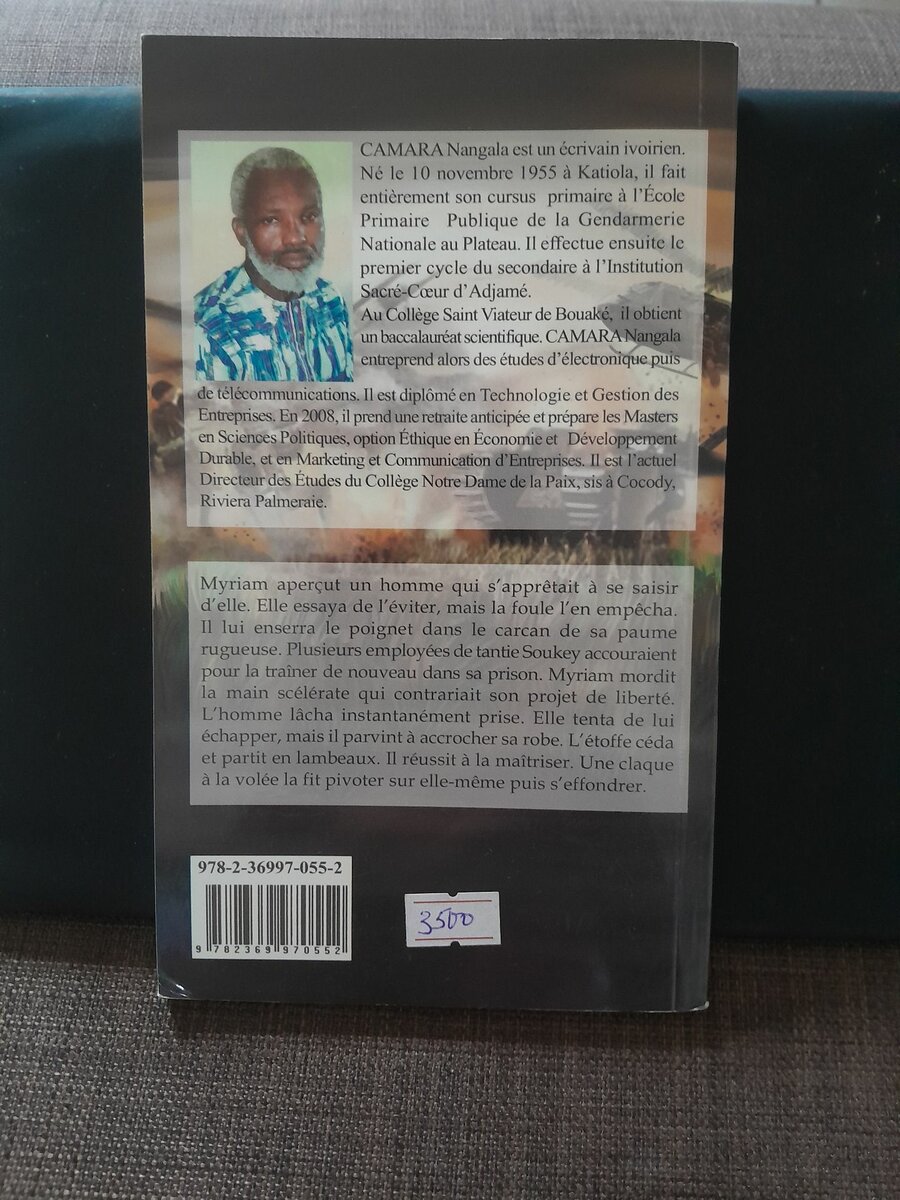 CAMARA Nangala est un écrivain ivoirien.
Né le 10 novembre 1955 à Katiola, il fait
entièrement son cursus primaire à l'École
Primaire Publique de la Gendarmerie
Nationale au Plateau. Il effectue ensuite le
premier cycle du secondaire à l'Institution
Sacré-Cœur d'Adjamé.
Au Collège Saint Viateur de Bouaké, il obtient
un baccalauréat scientifique. CAMARA Nangala
entreprend alors des études d'électronique puis
de télécommunications. Il est diplômé en Technologie et Gestion des
Entreprises. En 2008, il prend une retraite anticipée et prépare les Masters
en Sciences Politiques, option Éthique en Économie et Développement
Durable, et en Marketing et Communication d'Entreprises. Il est l'actuel
Directeur des Études du Collège Notre Dame de la Paix, sis à Cocody,
Riviera Palmeraie.
Myriam aperçut un homme qui s'apprêtait à se saisir
d'elle. Elle essaya de l'éviter, mais la foule l'en empêcha.
Il lui enserra le poignet dans le carcan de sa paume
rugueuse. Plusieurs employées de tantie Soukey accouraient
pour la traîner de nouveau dans sa prison. Myriam mordit
la main scélérate qui contrariait son projet de liberté.
L'homme lâcha instantanément prise. Elle tenta de lui
échapper, mais il parvint à accrocher sa robe. L'étoffe céda
et partit en lambeaux. Il réussit à la maîtriser. Une claque
à la volée la fit pivoter sur elle-même puis s'effondrer.
978-2-36997-055-2
9 782369 970552
3500